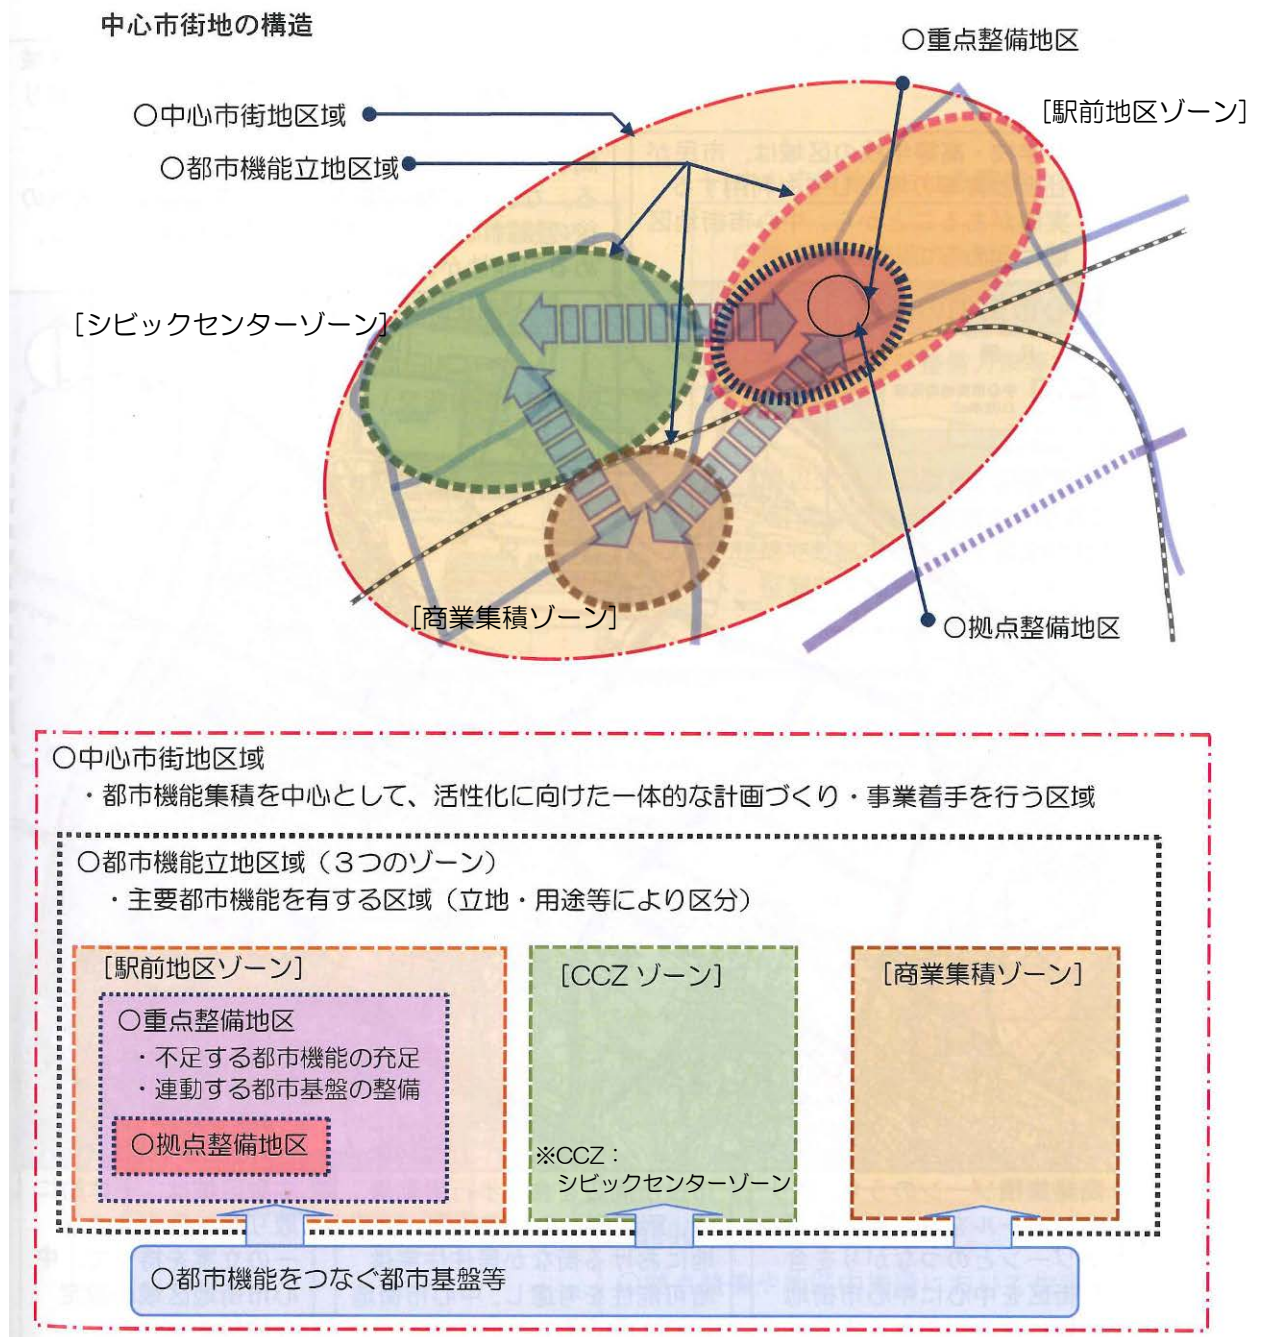 中心市街地の構造
○重点整備地区
[駅前地区ゾーン]
○中心市街地区域
○都市機能立地区域
[シビックセンターゾーン]
[商業集積ゾーン]
○拠点整備地区
○中心市街地区域
・都市機能集積を中心として、活性化に向けた一体的な計画づくり・事業着手を行う区域
○都市機能立地区域（３つのゾーン）
・主要都市機能を有する区域（立地・用途等により区分）
[駅前地区ゾーン]
○重点整備地区
・不足する都市機能の充足
・連動する都市基盤の整備
○拠点整備地区
[CCZ ゾーン]
※CCZ：
シビックセンターゾーン
[商業集積ゾーン]
○都市機能をつなぐ都市基盤等